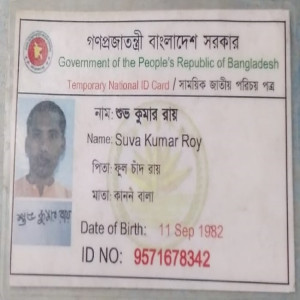 গণপ্রজাতন্ত্রী বাংলাদেশ সরকার
Government of the People's Republic of Bangladesh
Temporary National ID Card / সাময়িক জাতীয় পরিচয় পত্র
নাম: শুভ কুমার রায়
Name: Suva Kumar Roy
পিতা: ফুল চাঁদ রায়
মাতা: কানন বালা
শুভ কুমার রায়
Date of Birth: 11 Sep 1982
ID NO: 9571678342